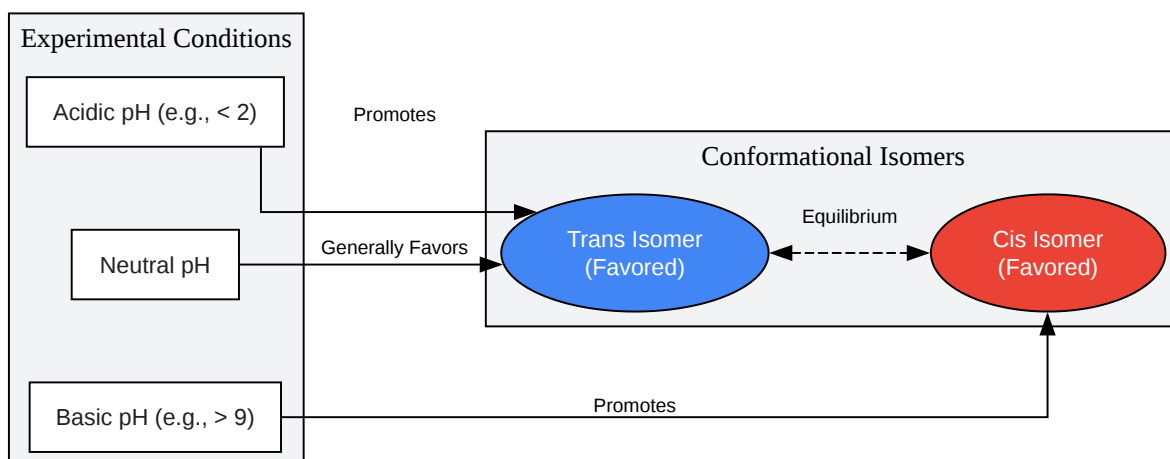 Experimental Conditions
Acidic pH (e.g., < 2)
Promotes
Conformational Isomers
Neutral pH
Generally Favors
Trans Isomer
(Favored)
Equilibrium
Cis Isomer
(Favored)
Basic pH (e.g., > 9)
Promotes